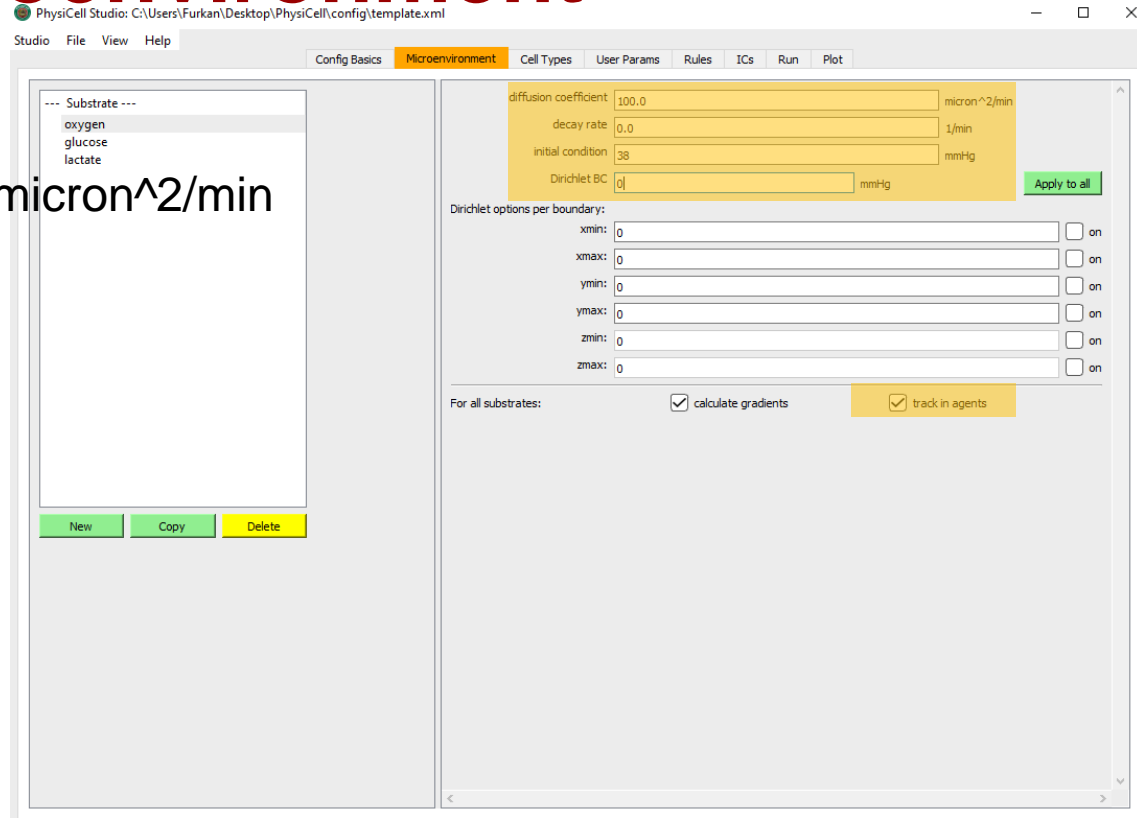 environment
PhysiCell Studio: C:\Users\Furkan\Desktop\PhysiCell\config\template.xml
Studio File View Help
Config Basics Microenvironment Cell Types User Params Rules ICs Run Plot
--- Substrate ---
oxygen
glucose
lactate
micron^2/min
New Copy Delete
diffusion coefficient 100.0 micron^2/min
decay rate 0.0 1/min
initial condition 38 mmHg
Dirichlet BC 0 mmHg Apply to all
Dirichlet options per boundary:
xmin: 0 on
xmax: 0 on
ymin: 0 on
ymax: 0 on
zmin: 0 on
zmax: 0 on
For all substrates: calculate gradients track in agents